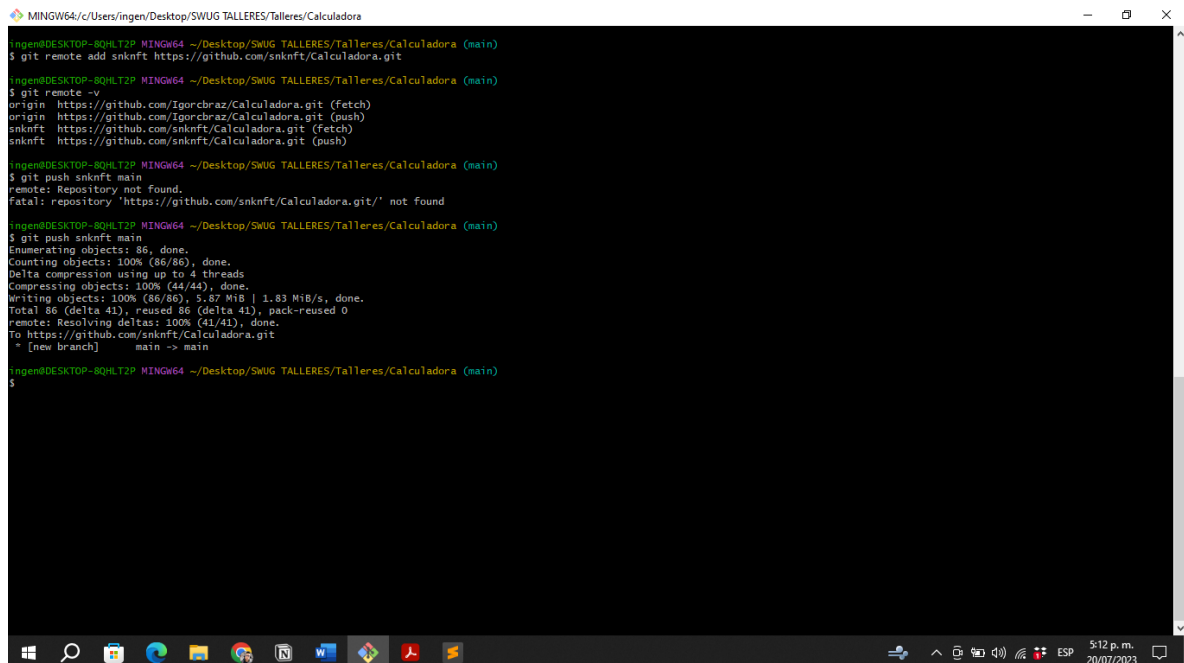 MINGW64:/c/Users/ingen/Desktop/SWUG TALLERES/Talleres/Calculadora
ingen@DESKTOP-8QHLT2P MINGW64 ~/Desktop/SWUG TALLERES/Talleres/Calculadora (main)
$ git remote add snknft https://github.com/snknft/Calculadora.git
ingen@DESKTOP-8QHLT2P MINGW64 ~/Desktop/SWUG TALLERES/Talleres/Calculadora (main)
$ git remote -v
origin  https://github.com/Igorcbraz/Calculadora.git (fetch)
origin  https://github.com/Igorcbraz/Calculadora.git (push)
snknft  https://github.com/snknft/Calculadora.git (fetch)
snknft  https://github.com/snknft/Calculadora.git (push)
ingen@DESKTOP-8QHLT2P MINGW64 ~/Desktop/SWUG TALLERES/Talleres/Calculadora (main)
$ git push snknft main
remote: Repository not found.
fatal: repository 'https://github.com/snknft/Calculadora.git/' not found
ingen@DESKTOP-8QHLT2P MINGW64 ~/Desktop/SWUG TALLERES/Talleres/Calculadora (main)
$ git push snknft main
Enumerating objects: 86, done.
Counting objects: 100% (86/86), done.
Delta compression using up to 4 threads
Compressing objects: 100% (44/44), done.
Writing objects: 100% (86/86), 5.87 MiB | 1.83 MiB/s, done.
Total 86 (delta 41), reused 86 (delta 41), pack-reused 0
remote: Resolving deltas: 100% (41/41), done.
To https://github.com/snknft/Calculadora.git
 * [new branch]      main -> main
ingen@DESKTOP-8QHLT2P MINGW64 ~/Desktop/SWUG TALLERES/Talleres/Calculadora (main)
$
ESP
5:12 p. m.
20/07/2023